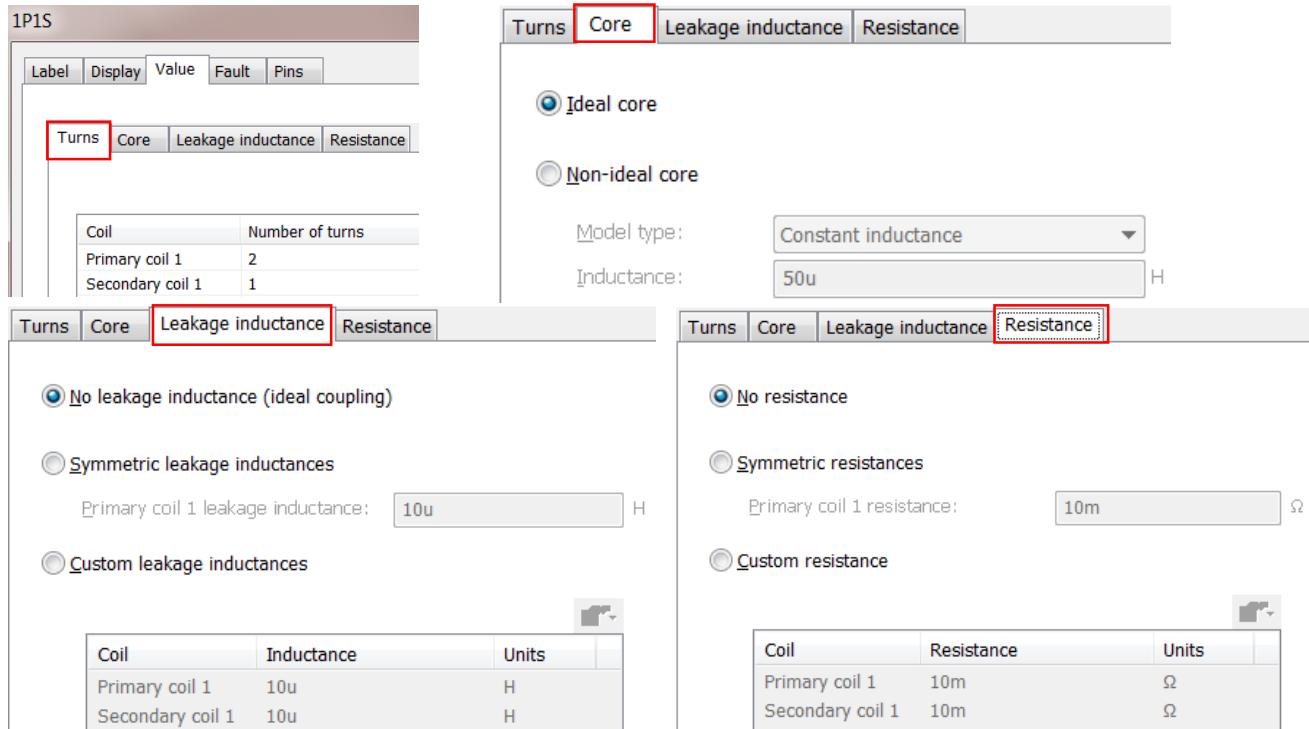 1P1S
Label Display Value Fault Pins
Turns Core Leakage inductance Resistance
Coil Number of turns
Primary coil 1 2
Secondary coil 1 1
Turns Core Leakage inductance Resistance
Ideal core
Non-ideal core
Model type: Constant inductance
Inductance: 50u H
Turns Core Leakage inductance Resistance
No leakage inductance (ideal coupling)
Symmetric leakage inductances
Primary coil 1 leakage inductance: 10u H
Custom leakage inductances
Coil Inductance Units
Primary coil 1 10u H
Secondary coil 1 10u H
Turns Core Leakage inductance Resistance
No resistance
Symmetric resistances
Primary coil 1 resistance: 10m Ω
Custom resistance
Coil Resistance Units
Primary coil 1 10m Ω
Secondary coil 1 10m Ω